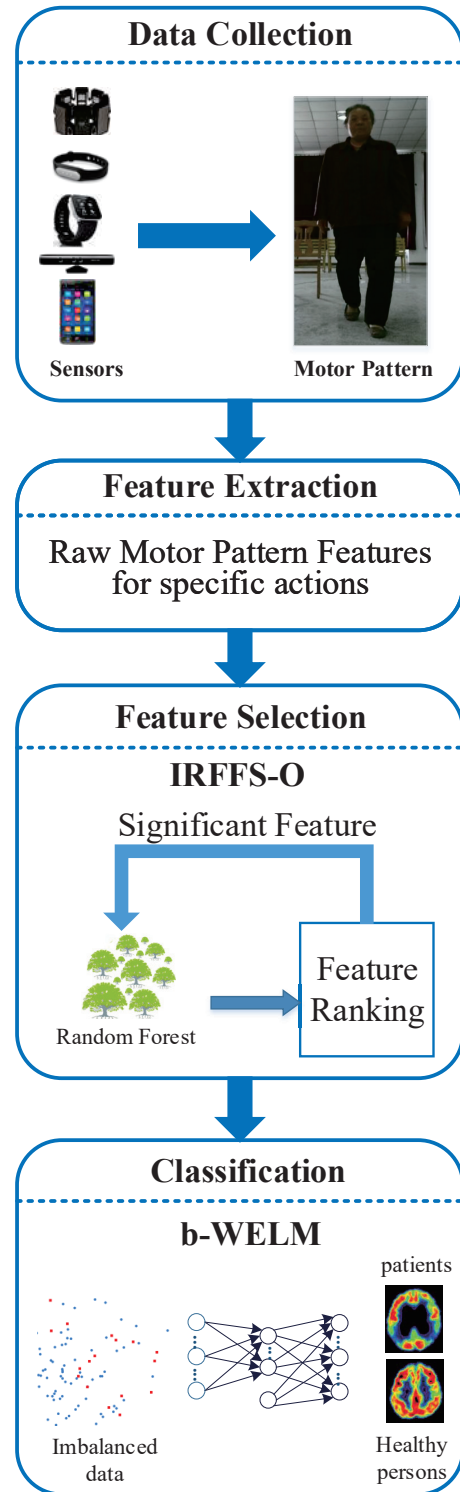 Data Collection
Sensors
Motor Pattern
Feature Extraction
Raw Motor Pattern Features
for specific actions
Feature Selection
IRFFS-O
Significant Feature
Random Forest
Feature
Ranking
Classification
b-WELM
Imbalanced
data
patients
Healthy
persons